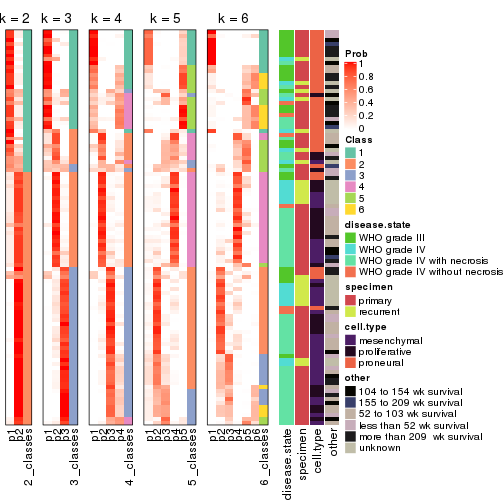 k = 2 k = 3 k = 4 k = 5 k = 6
Prob
1
0.8
0.6
0.4
0.2
0
Class
1
2
3
4
5
6
disease.state
WHO grade III
WHO grade IV
WHO grade IV with necrosis
WHO grade IV without necrosis
specimen
primary
recurrent
cell.type
mesenchymal
proliferative
proneural
other
104 to 154 wk survival
155 to 209 wk survival
52 to 103 wk survival
less than 52 wk survival
more than 209 wk survival
unknown
p1 p2 2_classes p1 p2 p3 3_classes p1 p2 p3 p4 4_classes p1 p2 p3 p4 p5 5_classes p1 p2 p3 p4 p5 p6 6_classes disease.state specimen cell.type other